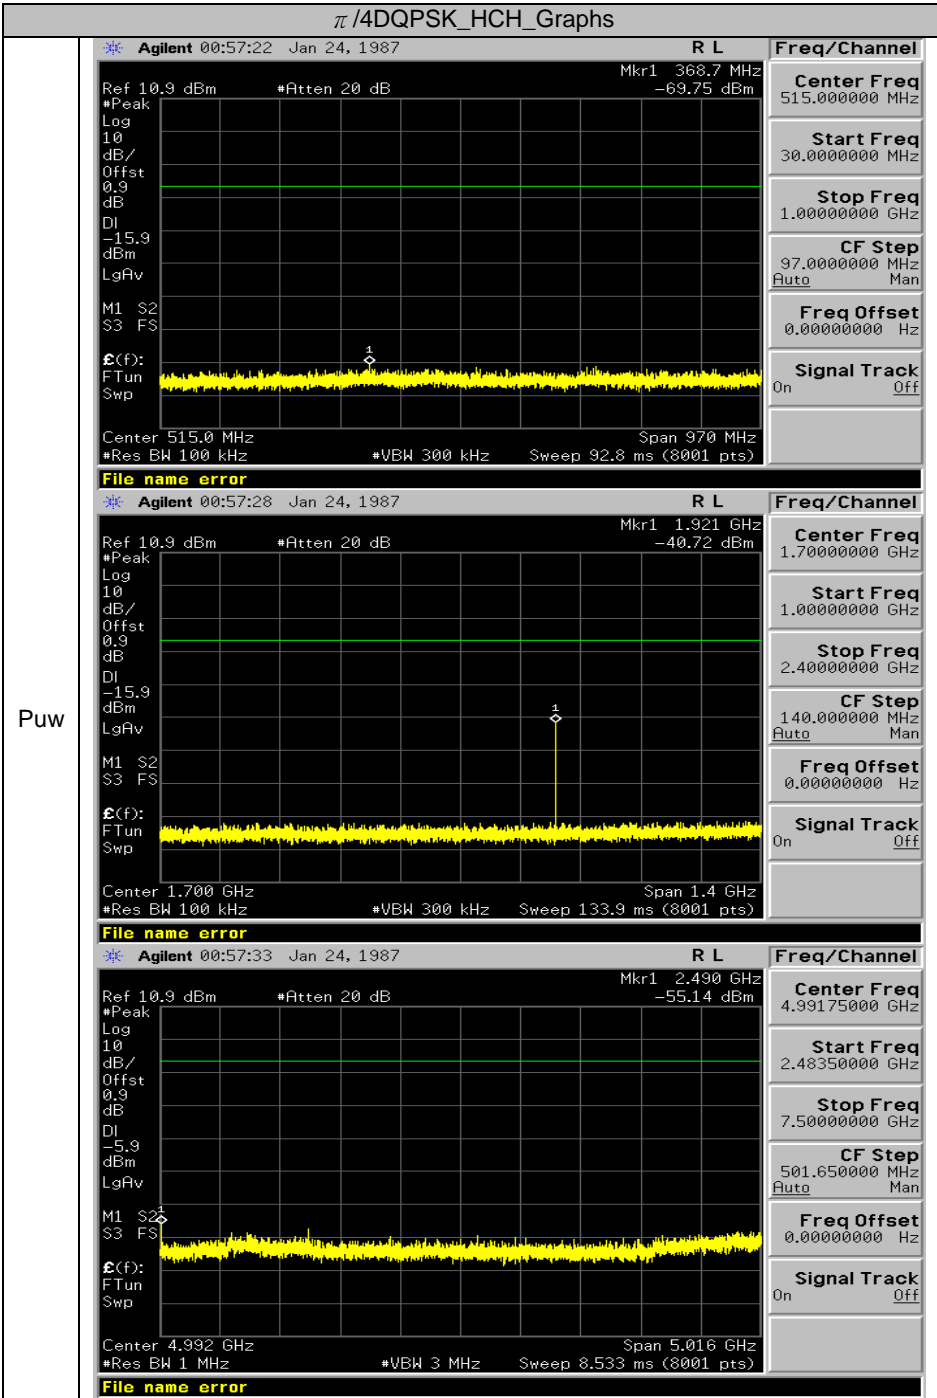 π/4DQPSK_HCH_Graphs
Puw
Agilent 00:57:22 Jan 24, 1987 R L Freq/Channel
Mkr1 368.7 MHz
Ref 10.9 dBm #Atten 20 dB -69.75 dBm
#Peak
Log
10
dB/
Offst
0.9
dB
DI
-15.9
dBm
LgAv
M1 S2
S3 FS
£(f):
FTun
Swp
1
Center 515.0 MHz Span 970 MHz
#Res BW 100 kHz #VBW 300 kHz Sweep 92.8 ms (8001 pts)
File name error
Center Freq
515.000000 MHz
Start Freq
30.0000000 MHz
Stop Freq
1.00000000 GHz
CF Step
97.0000000 MHz
Auto Man
Freq Offset
0.00000000 Hz
Signal Track
On Off
Agilent 00:57:28 Jan 24, 1987 R L Freq/Channel
Mkr1 1.921 GHz
Ref 10.9 dBm #Atten 20 dB -40.72 dBm
#Peak
Log
10
dB/
Offst
0.9
dB
DI
-15.9
dBm
LgAv
M1 S2
S3 FS
£(f):
FTun
Swp
1
Center 1.700 GHz Span 1.4 GHz
#Res BW 100 kHz #VBW 300 kHz Sweep 133.9 ms (8001 pts)
File name error
Center Freq
1.70000000 GHz
Start Freq
1.00000000 GHz
Stop Freq
2.40000000 GHz
CF Step
140.000000 MHz
Auto Man
Freq Offset
0.00000000 Hz
Signal Track
On Off
Agilent 00:57:33 Jan 24, 1987 R L Freq/Channel
Mkr1 2.490 GHz
Ref 10.9 dBm #Atten 20 dB -55.14 dBm
#Peak
Log
10
dB/
Offst
0.9
dB
DI
-5.9
dBm
LgAv
M1 S2
S3 FS
£(f):
FTun
Swp
1
Center 4.992 GHz Span 5.016 GHz
#Res BW 1 MHz #VBW 3 MHz Sweep 8.533 ms (8001 pts)
File name error
Center Freq
4.99175000 GHz
Start Freq
2.48350000 GHz
Stop Freq
7.50000000 GHz
CF Step
501.650000 MHz
Auto Man
Freq Offset
0.00000000 Hz
Signal Track
On Off